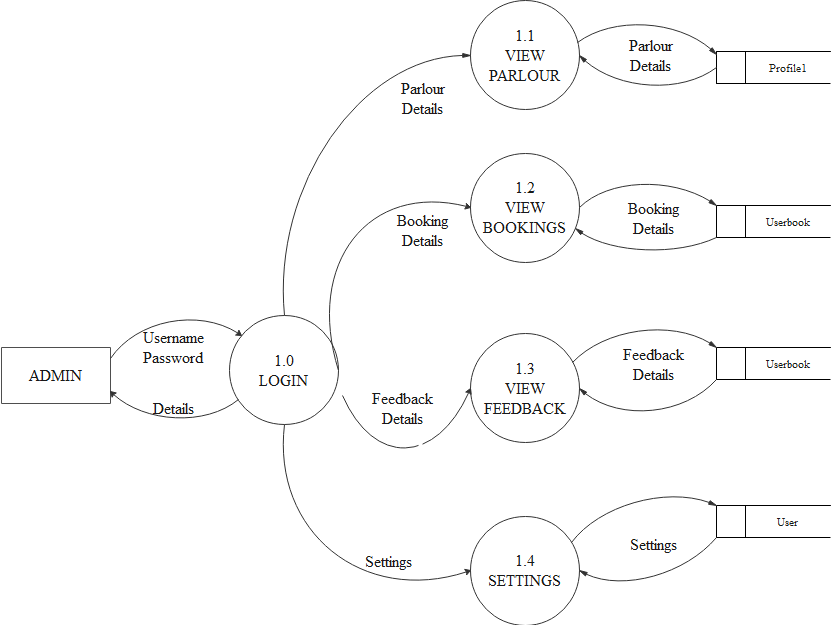 1.1
VIEW
PARLOUR
Parlour
Details
Profile1
Parlour
Details
1.2
VIEW
BOOKINGS
Booking
Details
Userbook
Booking
Details
Username
Password
ADMIN
Details
1.0
LOGIN
Feedback
Details
1.3
VIEW
FEEDBACK
Feedback
Details
Userbook
Settings
1.4
SETTINGS
Settings
User